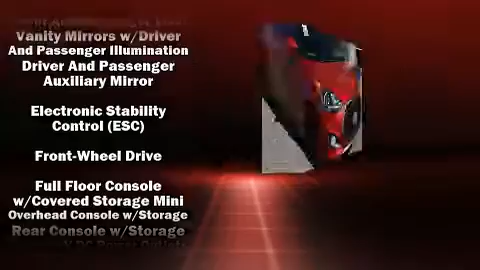 Vanity Mirrors w/Driver
And Passenger Illumination
Driver And Passenger
Auxiliary Mirror
Electronic Stability
Control (ESC)
Front-Wheel Drive
Full Floor Console
w/Covered Storage Mini
Overhead Console w/Storage
Rear Console w/Storage